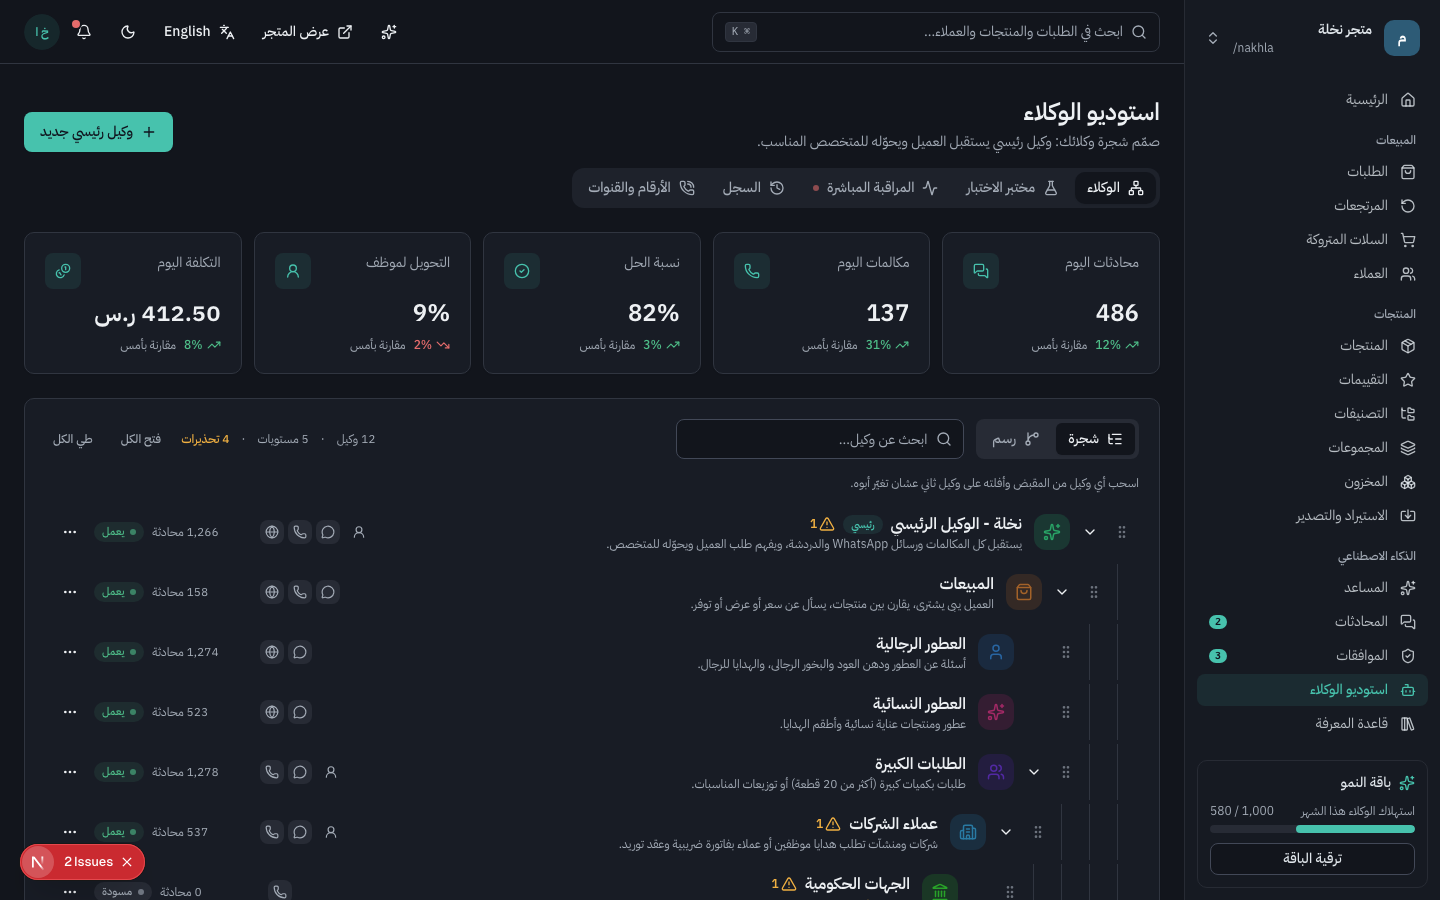 متجر نخلة
/nakhla
م
الرئيسية
المبيعات
الطلبات
المرتجعات
السلات المتروكة
العملاء
المنتجات
المنتجات
التقييمات
التصنيفات
المجموعات
المخزون
الاستيراد والتصدير
الذكاء الاصطناعي
المساعد
المحادثات 2
الموافقات 3
استوديو الوكلاء
قاعدة المعرفة
باقة النمو
استهلاك الوكلاء هذا الشهر 580 / 1,000
ترقية الباقة
ابحث في الطلبات والمنتجات والعملاء... ⌘ K
عرض المتجر
English
خ ا
استوديو الوكلاء
صمّم شجرة وكلائك: وكيل رئيسي يستقبل العميل ويحوّله للمتخصص المناسب.
وكيل رئيسي جديد
الوكلاء مختبر الاختبار المراقبة المباشرة السجل الأرقام والقنوات
محادثات اليوم
486
12% مقارنة بأمس
مكالمات اليوم
137
31% مقارنة بأمس
نسبة الحل
82%
3% مقارنة بأمس
التحويل لموظف
9%
2% مقارنة بأمس
التكلفة اليوم
412.50 ر.س
8% مقارنة بأمس
شجرة رسم ابحث عن وكيل... 12 وكيل · 5 مستويات · 4 تحذيرات فتح الكل طي الكل
اسحب أي وكيل من المقبض وأفلته على وكيل ثاني عشان تغيّر أبوه.
نخلة - الوكيل الرئيسي رئيسي 1
يستقبل كل المكالمات ورسائل WhatsApp والدردشة، ويفهم طلب العميل ويحوّله للمتخصص.
1,266 محادثة يعمل
المبيعات
العميل يبي يشتري، يقارن بين منتجات، يسأل عن سعر أو عرض أو توفر.
158 محادثة يعمل
العطور الرجالية
أسئلة عن العطور ودهن العود والبخور الرجالي، والهدايا للرجال.
1,274 محادثة يعمل
العطور النسائية
عطور ومنتجات عناية نسائية وأطقم الهدايا.
523 محادثة يعمل
الطلبات الكبيرة
طلبات بكميات كبيرة (أكثر من 20 قطعة) أو توزيعات المناسبات.
1,278 محادثة يعمل
عملاء الشركات 1
شركات ومنشآت تطلب هدايا موظفين أو عملاء بفاتورة ضريبية وعقد توريد.
537 محادثة يعمل
الجهات الحكومية 1
0 محادثة مسودة
N 2 Issues